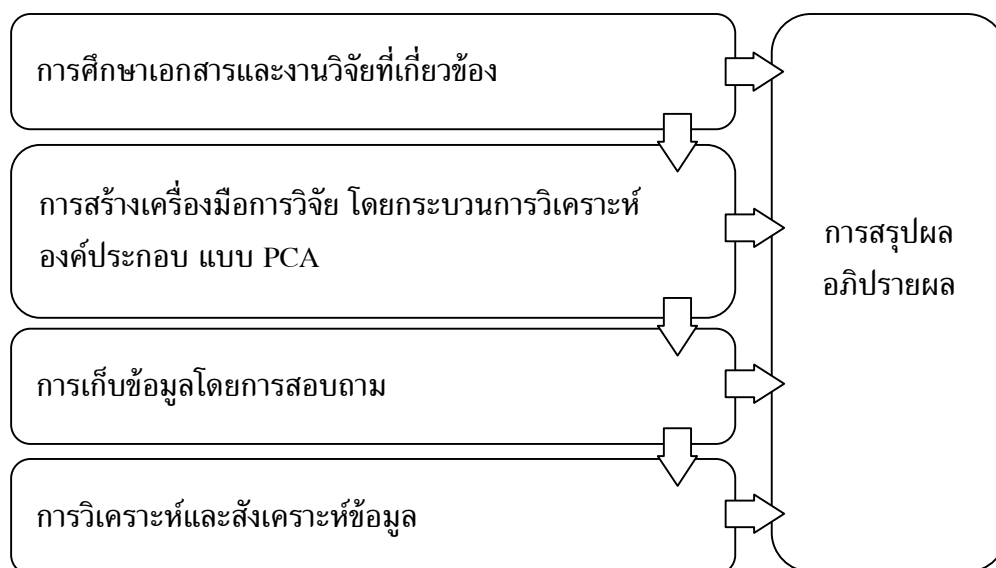 การศึกษาเอกสารและงานวิจัยที่เกี่ยวข้อง
การสร้างเครื่องมือการวิจัย โดยกระบวนการวิเคราะห์
องค์ประกอบ แบบ PCA
การเก็บข้อมูลโดยการสอบถาม
การวิเคราะห์และสังเคราะห์ข้อมูล
การสรุปผล
อภิปรายผล